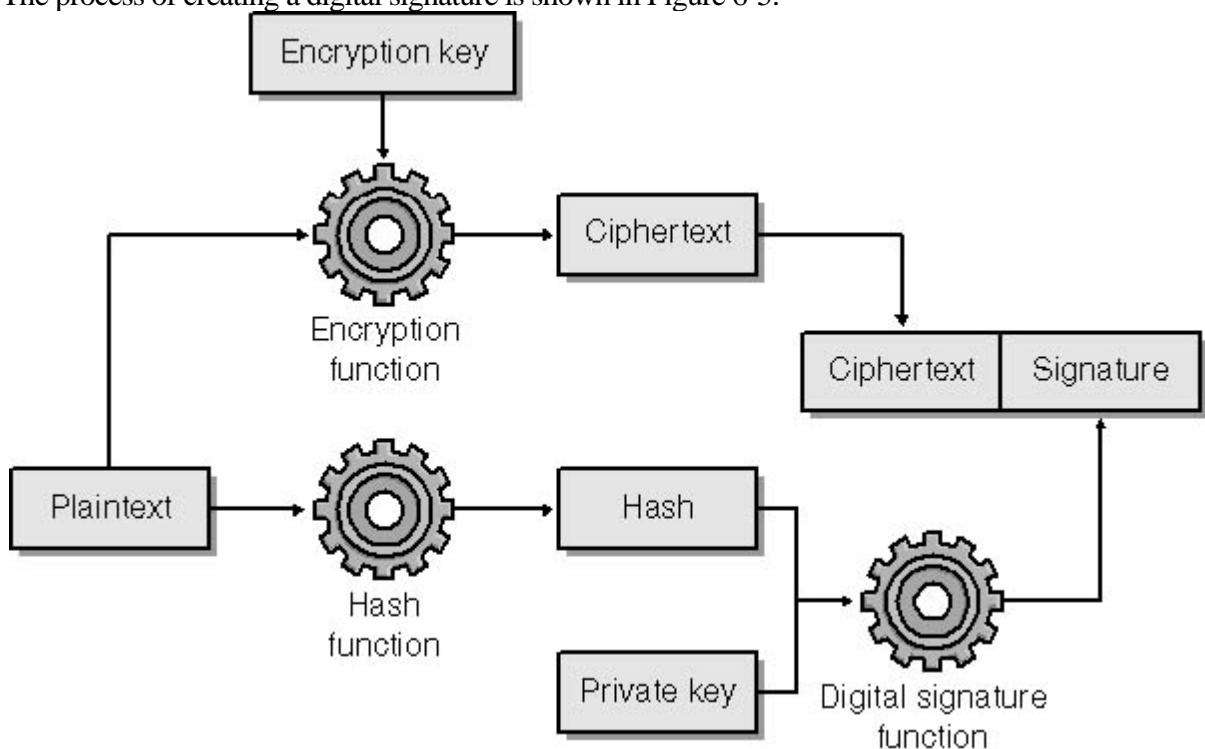 The process of creating a digital signature is shown in Figure 6-3.
Encryption key
Ciphertext
Encryption
function
Ciphertext
Signature
Plaintext
Hash
Hash
function
Private key
Digital signature
function